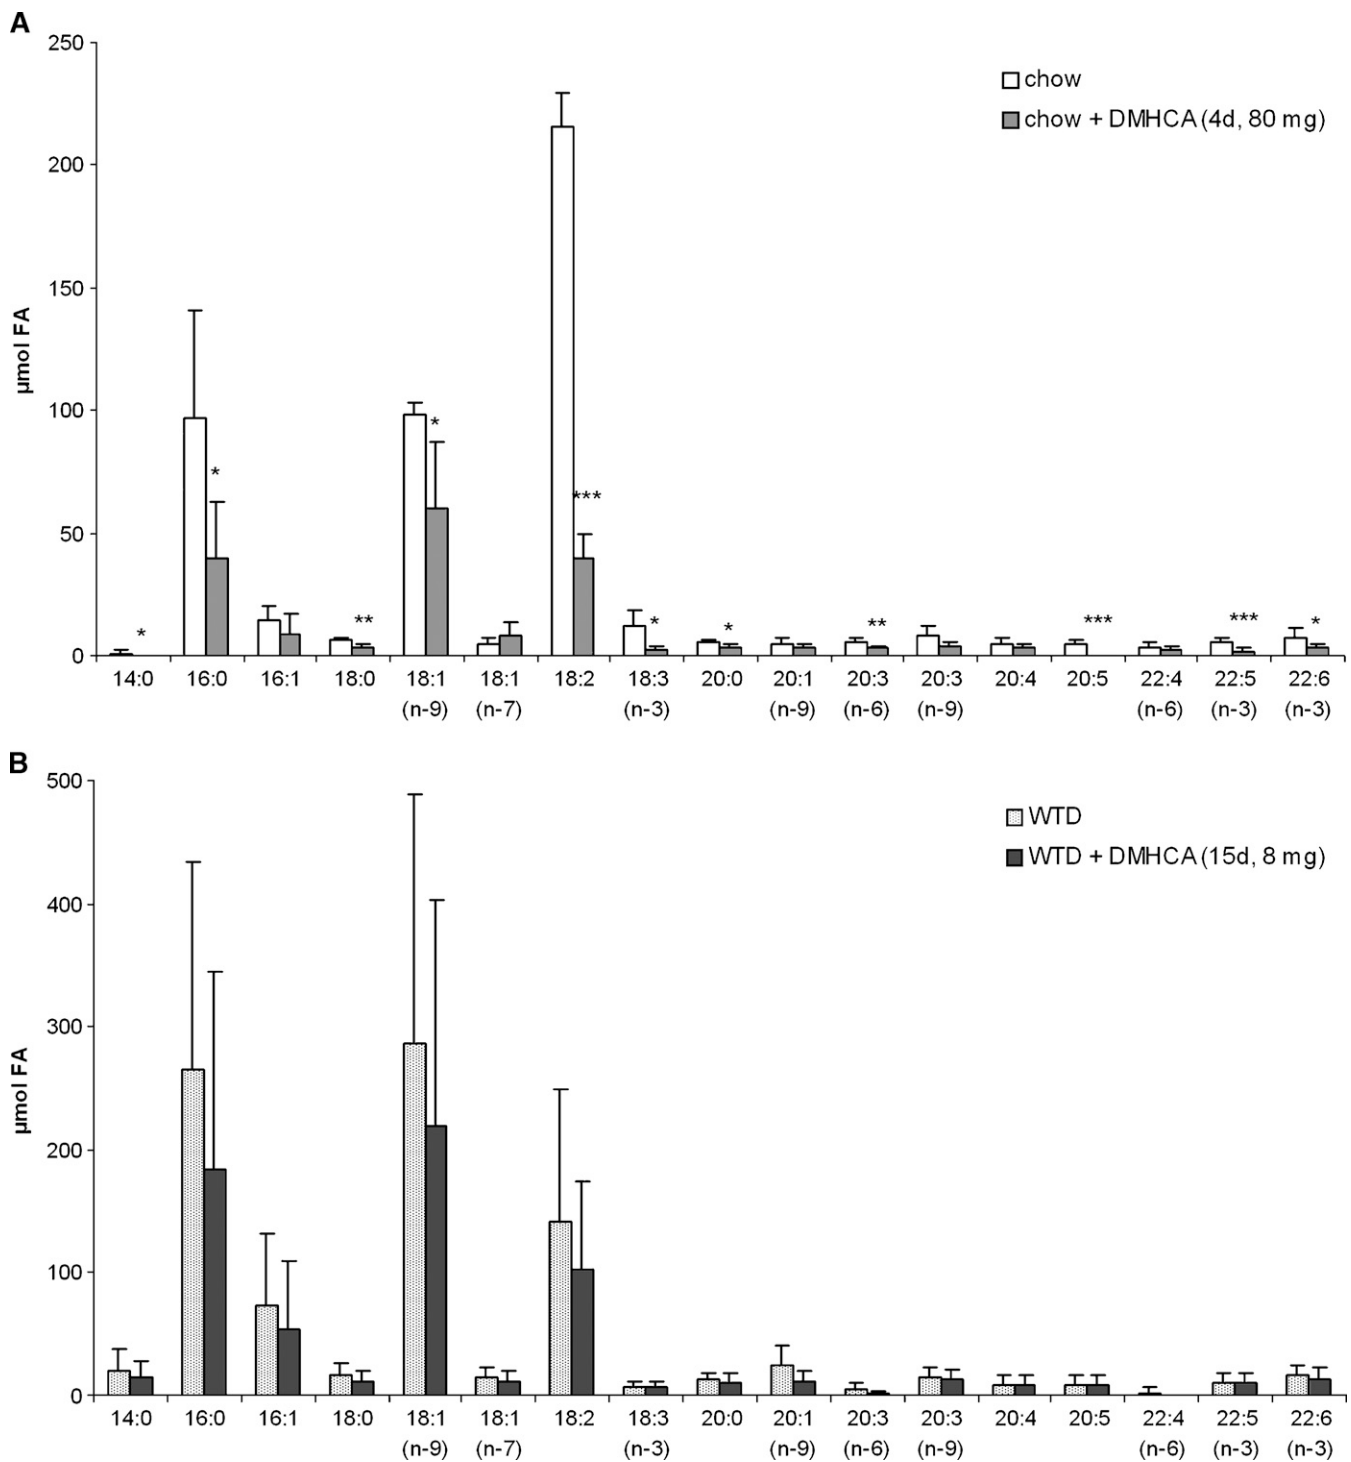 A
250
chow
chow + DMHCA (4d, 80 mg)
200
150
µmol FA
100
*
*
50
***
*
**
*
*
**
***
***
*
0
14:0 16:0 16:1 18:0 18:1 18:1 18:2 18:3 20:0 20:1 20:3 20:3 20:4 20:5 22:4 22:5 22:6
(n-9) (n-7) (n-3) (n-9) (n-6) (n-9) (n-6) (n-3) (n-3)
B
500
WTD
WTD + DMHCA (15d, 8 mg)
400
300
µmol FA
200
100
0
14:0 16:0 16:1 18:0 18:1 18:1 18:2 18:3 20:0 20:1 20:3 20:3 20:4 20:5 22:4 22:5 22:6
(n-9) (n-7) (n-3) (n-9) (n-6) (n-9) (n-6) (n-3) (n-3)